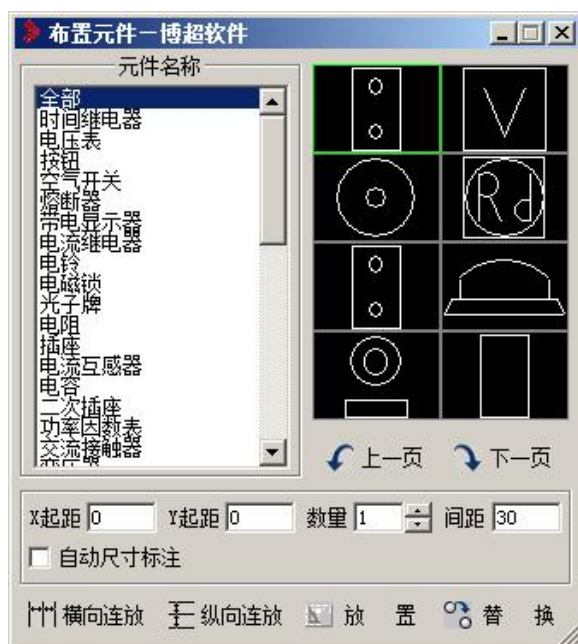 布置元件－博超软件
元件名称
全部
时间继电器
电压表
按钮
空气开关
熔断器
带电显示器
电流继电器
电铃
电磁锁
光子牌
电阻
插座
电流互感器
电容
二次插座
功率因数表
交流接触器
V
Rd
上一页 下一页
X起距 0 Y起距 0 数量 1 间距 30
自动尺寸标注
横向连放 纵向连放 放 置 替 换